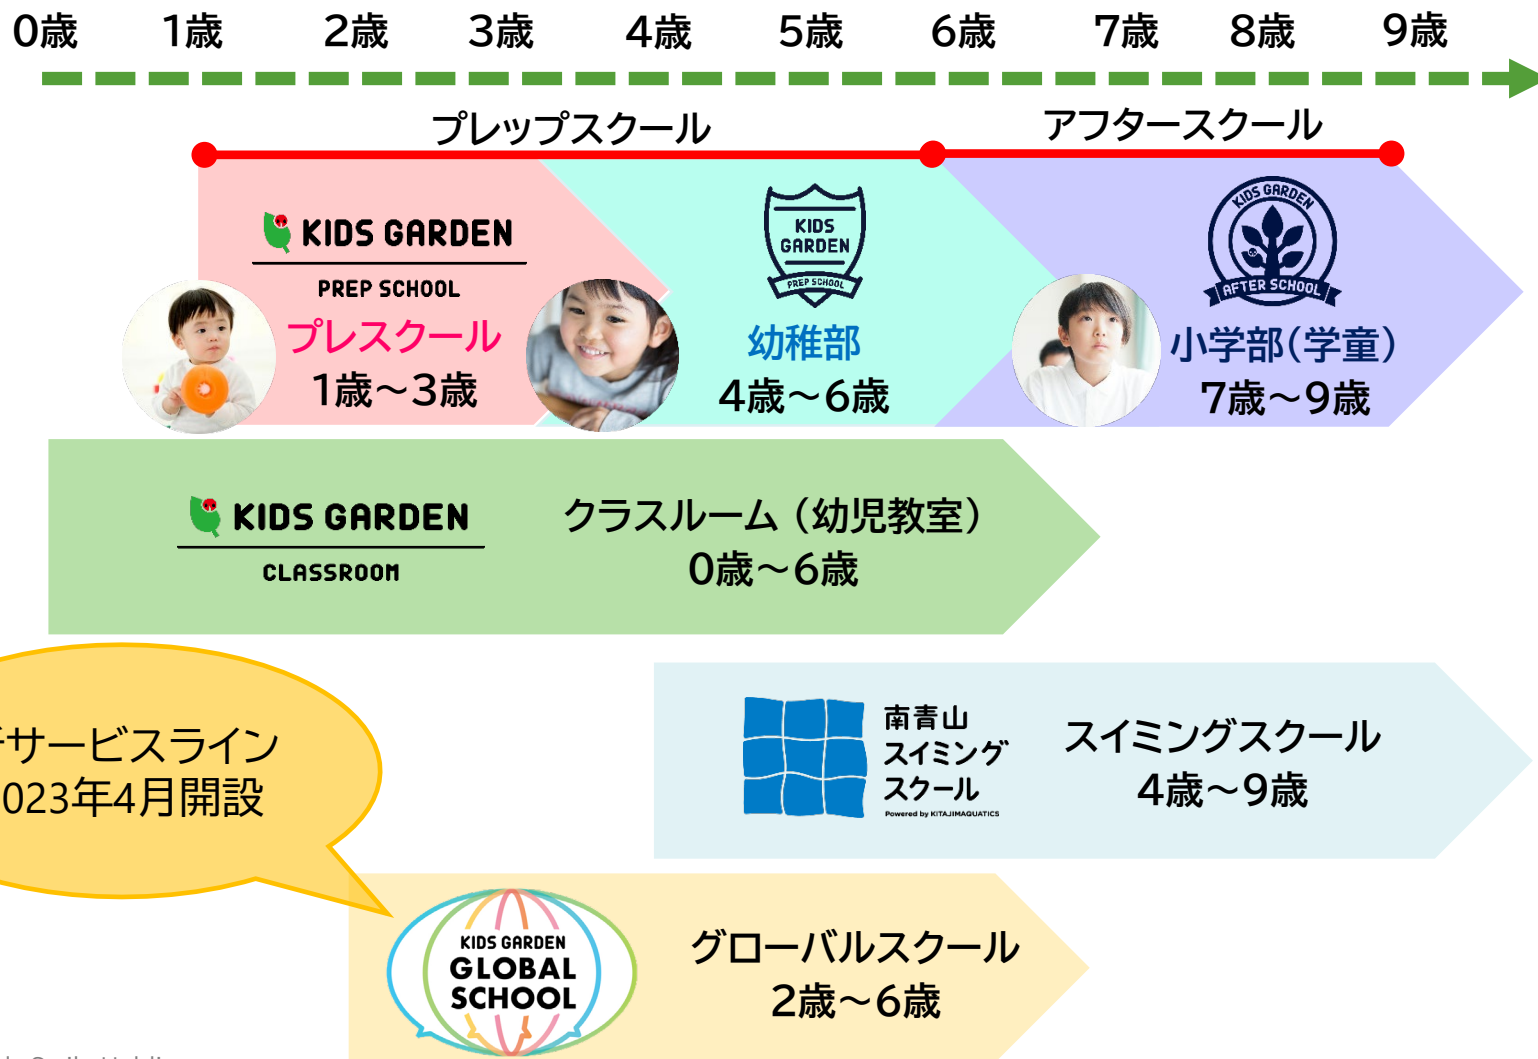 0歳 1歳 2歳 3歳 4歳 5歳 6歳 7歳 8歳 9歳
プレップスクール
アフタースクール
KIDS GARDEN
PREP SCHOOL
プレスクール
1歳～3歳
KIDS
GARDEN
PREP SCHOOL
幼稚部
4歳～6歳
KIDS GARDEN
AFTER SCHOOL
小学部(学童)
7歳～9歳
KIDS GARDEN
CLASSROOM
クラスルーム (幼児教室)
0歳～6歳
サービスライン
023年4月開設
南青山
スイミング
スクール
Powered by KITAJIMAQUATICS
スイミングスクール
4歳～9歳
KIDS GARDEN
GLOBAL
SCHOOL
グローバルスクール
2歳～6歳